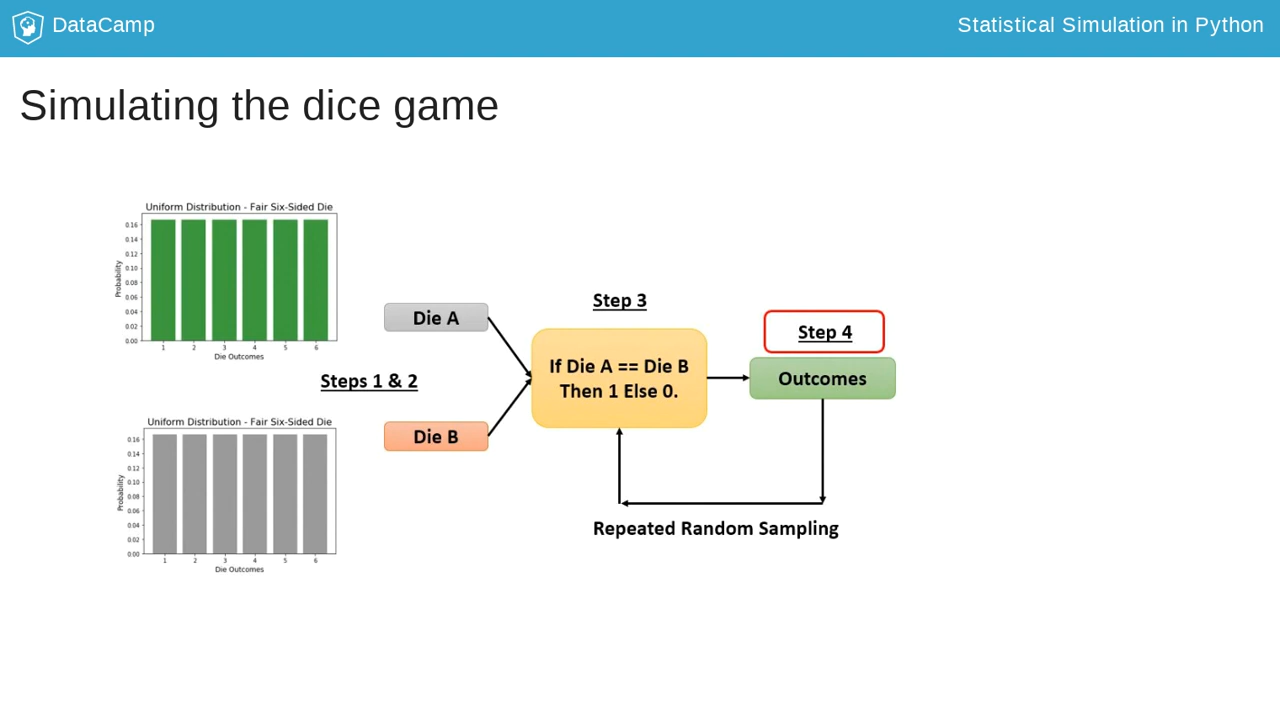 DataCamp
Statistical Simulation in Python
Simulating the dice game
Uniform Distribution - Fair Six-Sided Die
0.16
0.14
0.12
0.10
0.08
0.06
0.04
0.02
0.00
Probability
1 2 3 4 5 6
Die Outcomes
Steps 1 & 2
Uniform Distribution - Fair Six-Sided Die
0.16
0.14
0.12
0.10
0.08
0.06
0.04
0.02
0.00
Probability
1 2 3 4 5 6
Die Outcomes
Die A
Die B
Step 3
If Die A == Die B
Then 1 Else 0.
Step 4
Outcomes
Repeated Random Sampling